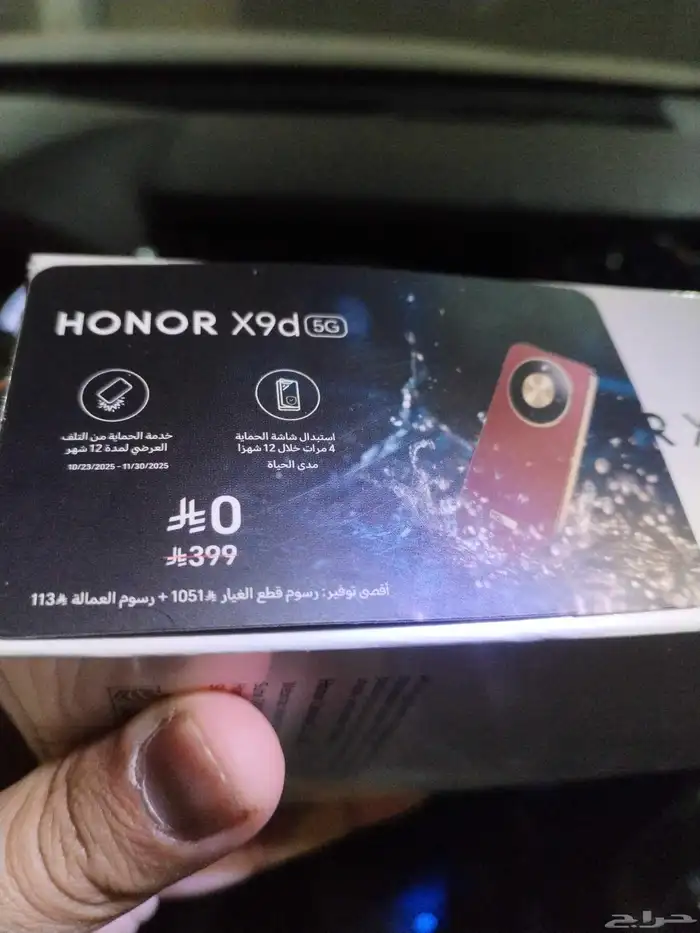 HONOR X9d 5G
استبدال شاشة الحماية
4 مرات خلال 12 شهرًا
مدى الحياة
خدمة الحماية من التلف
العرضي لمدة 12 شهر
10/23/2025 - 11/30/2025
⃁0
⃁399
أقصى توفير: رسوم قطع الغيار ⃁1051 + رسوم العمالة ⃁113
RY
حراج